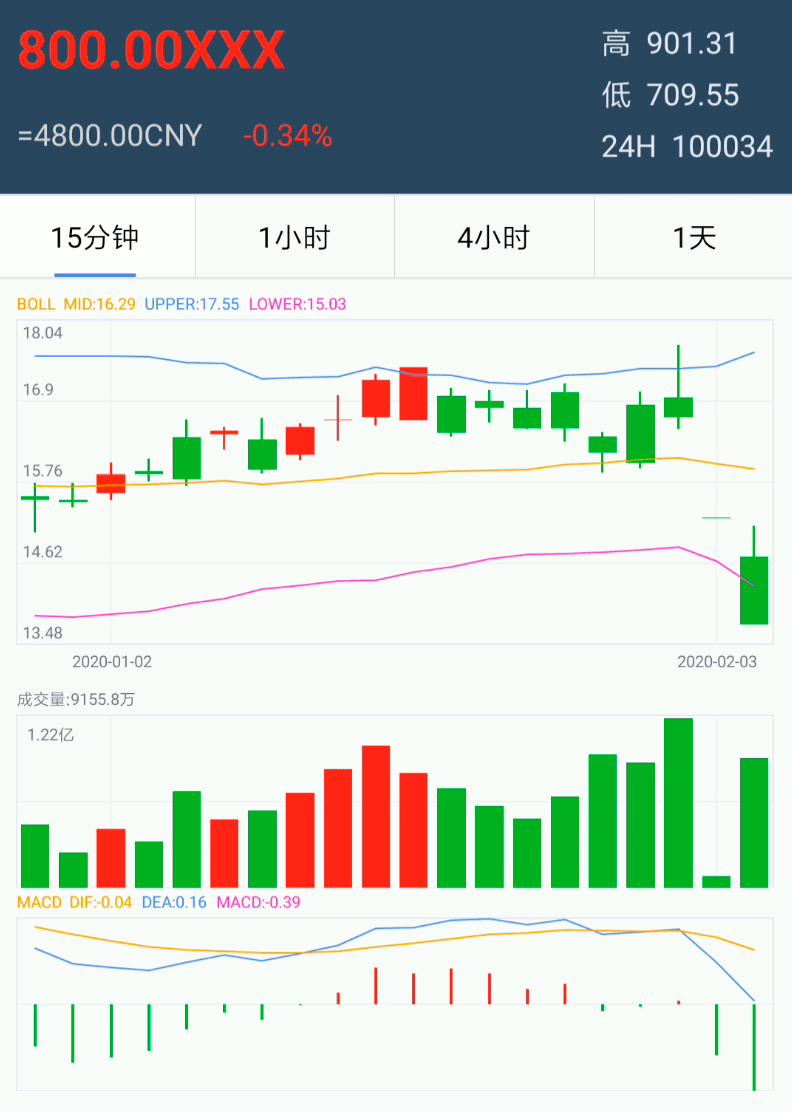 800.00XXX
高 901.31
低 709.55
=4800.00CNY -0.34%
24H 100034
15分钟 1小时 4小时 1天
BOLL MID:16.29 UPPER:17.55 LOWER:15.03
18.04
16.9
15.76
14.62
13.48
2020-01-02 2020-02-03
成交量:9155.8万
1.22亿
MACD DIF:-0.04 DEA:0.16 MACD:-0.39